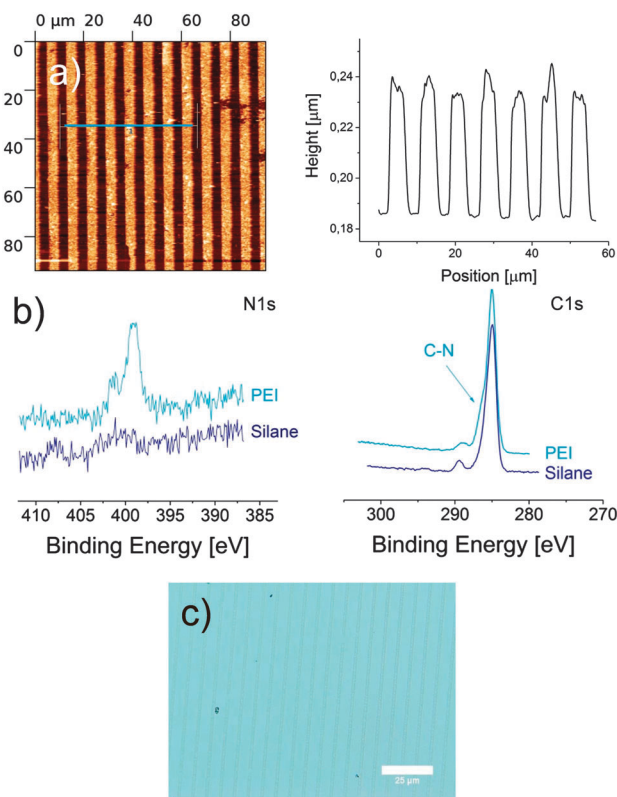 0 µm 20 40 60 80
0
20
40
60
80
a)
0,24
0,22
0,20
0,18
Height [µm]
0 20 40 60
Position [µm]
b)
N1s
PEI
Silane
410 405 400 395 390 385
Binding Energy [eV]
C1s
C-N
PEI
Silane
300 290 280 270
Binding Energy [eV]
c)
25 µm